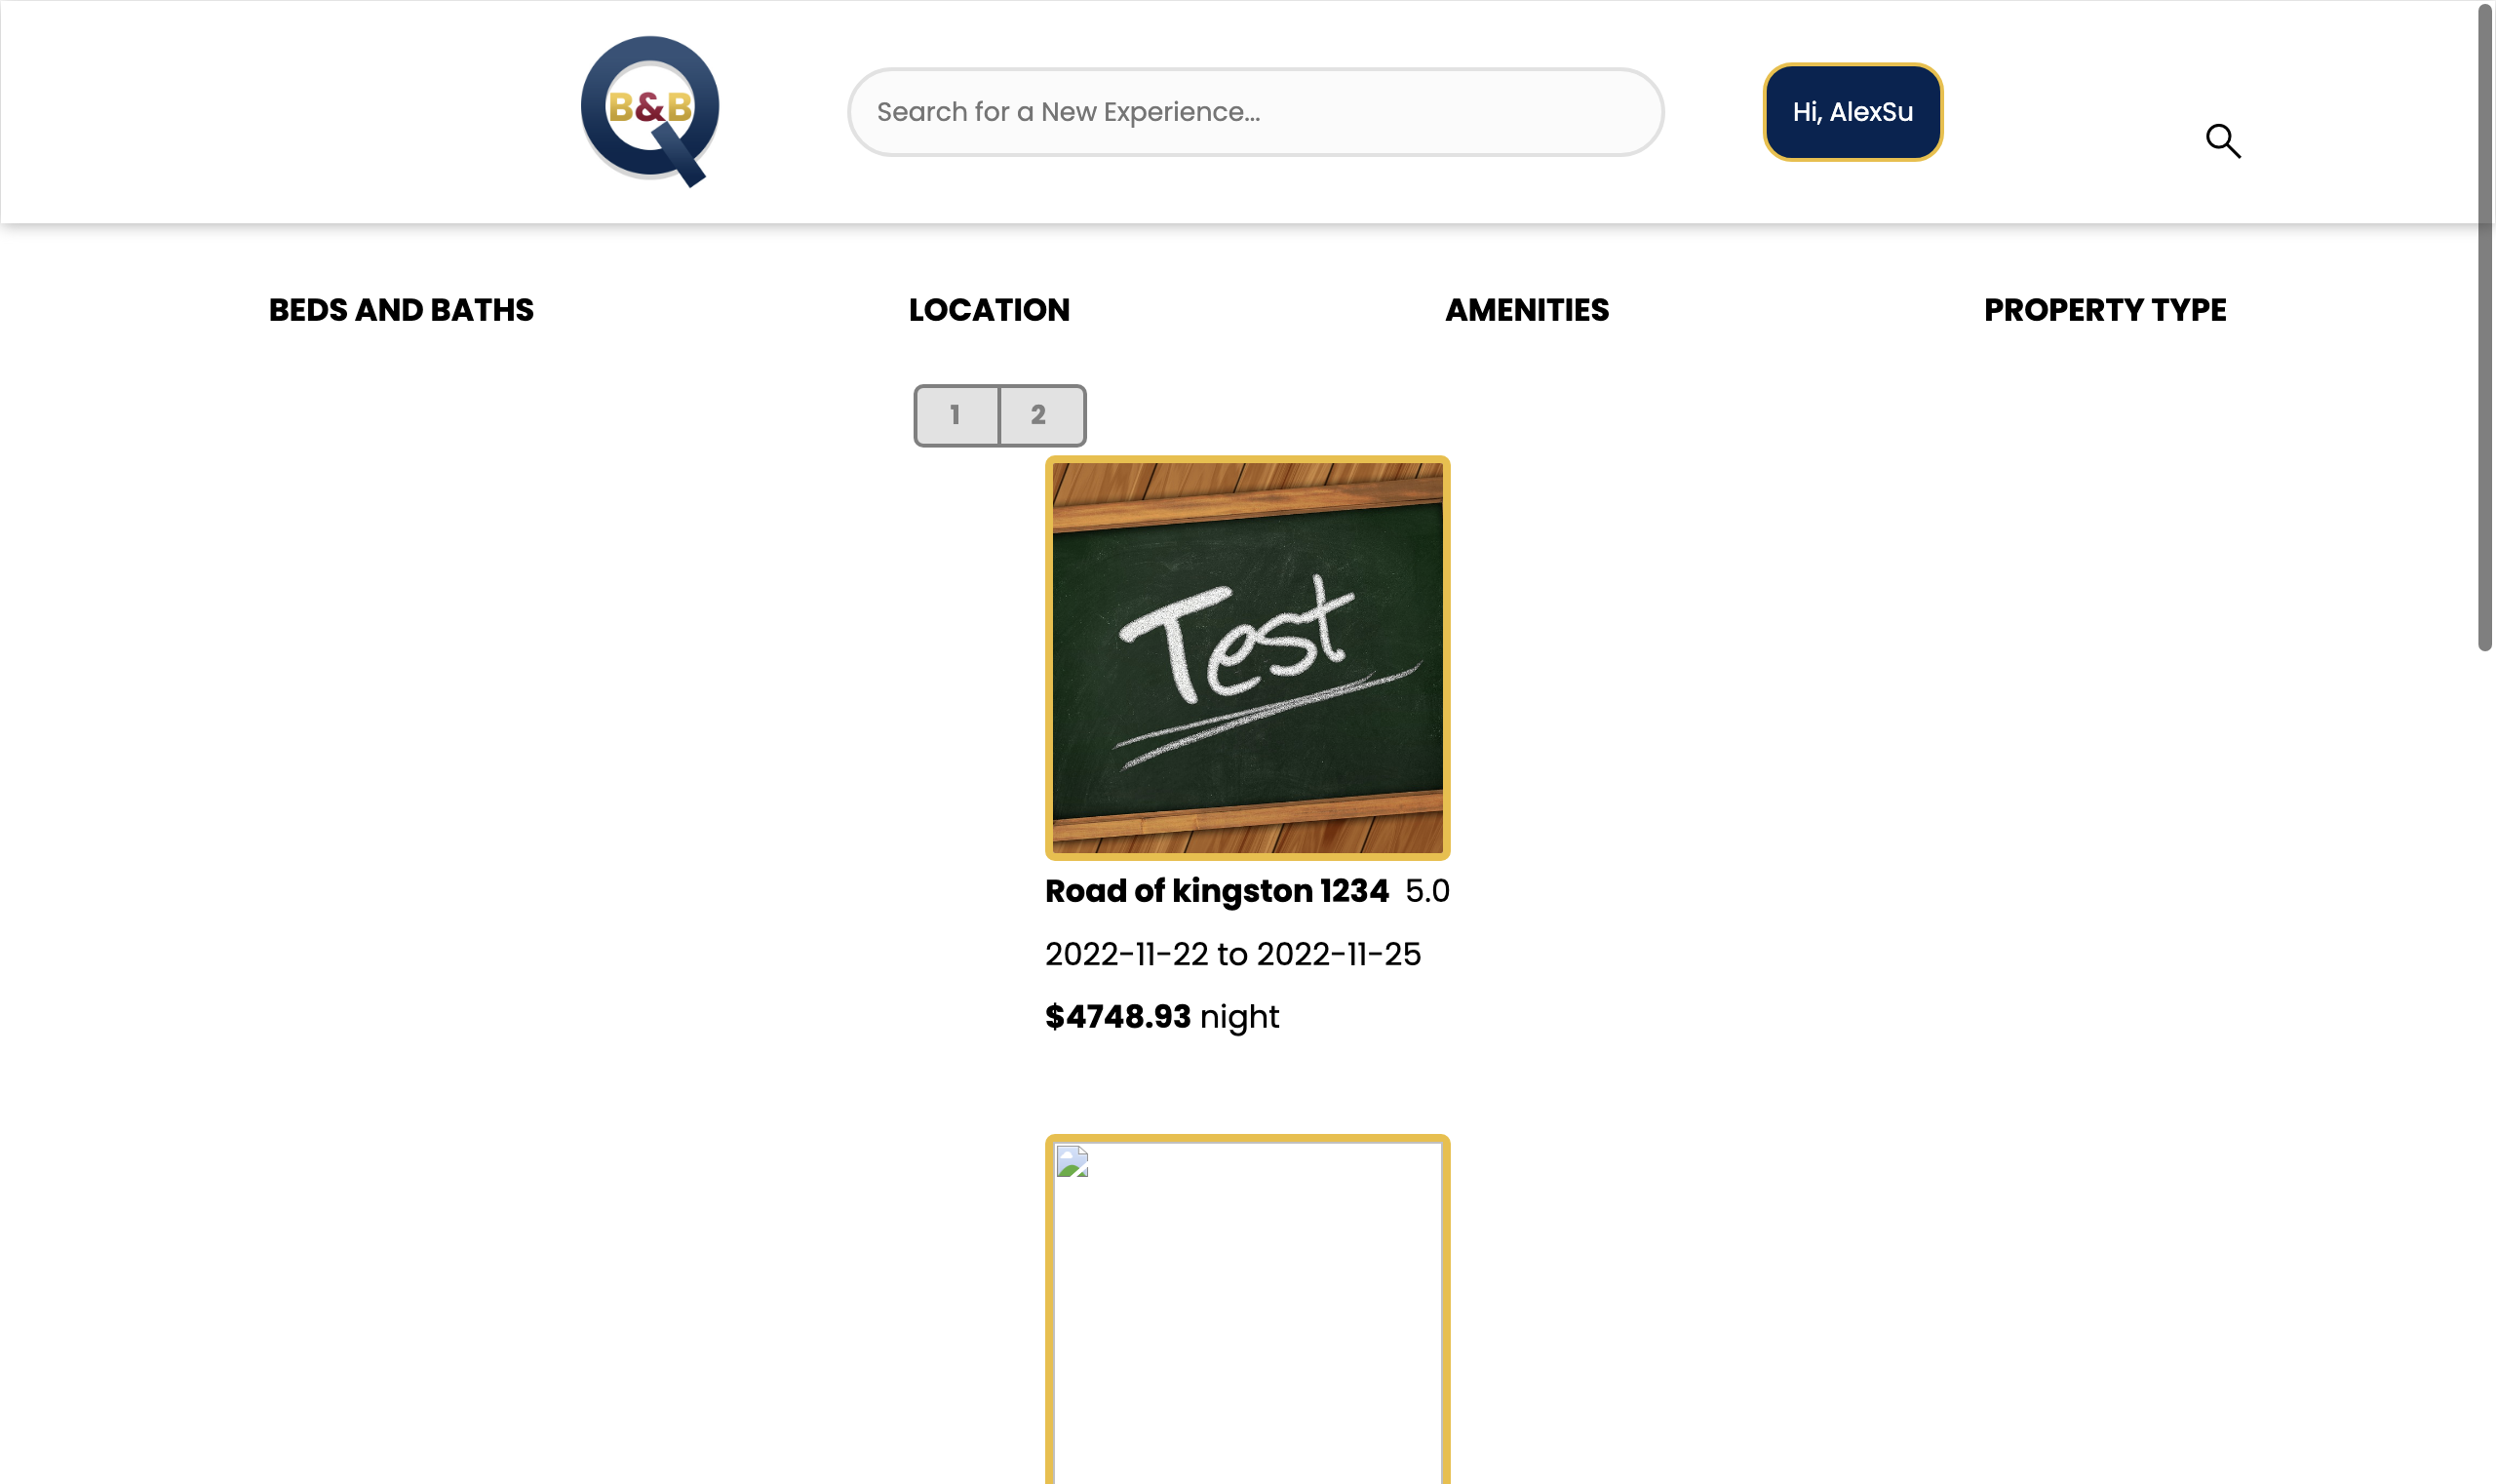 B&B
Search for a New Experience...
Hi, AlexSu
BEDS AND BATHS
LOCATION
AMENITIES
PROPERTY TYPE
1
2
Test
Road of kingston 1234 5.0
2022-11-22 to 2022-11-25
$4748.93 night